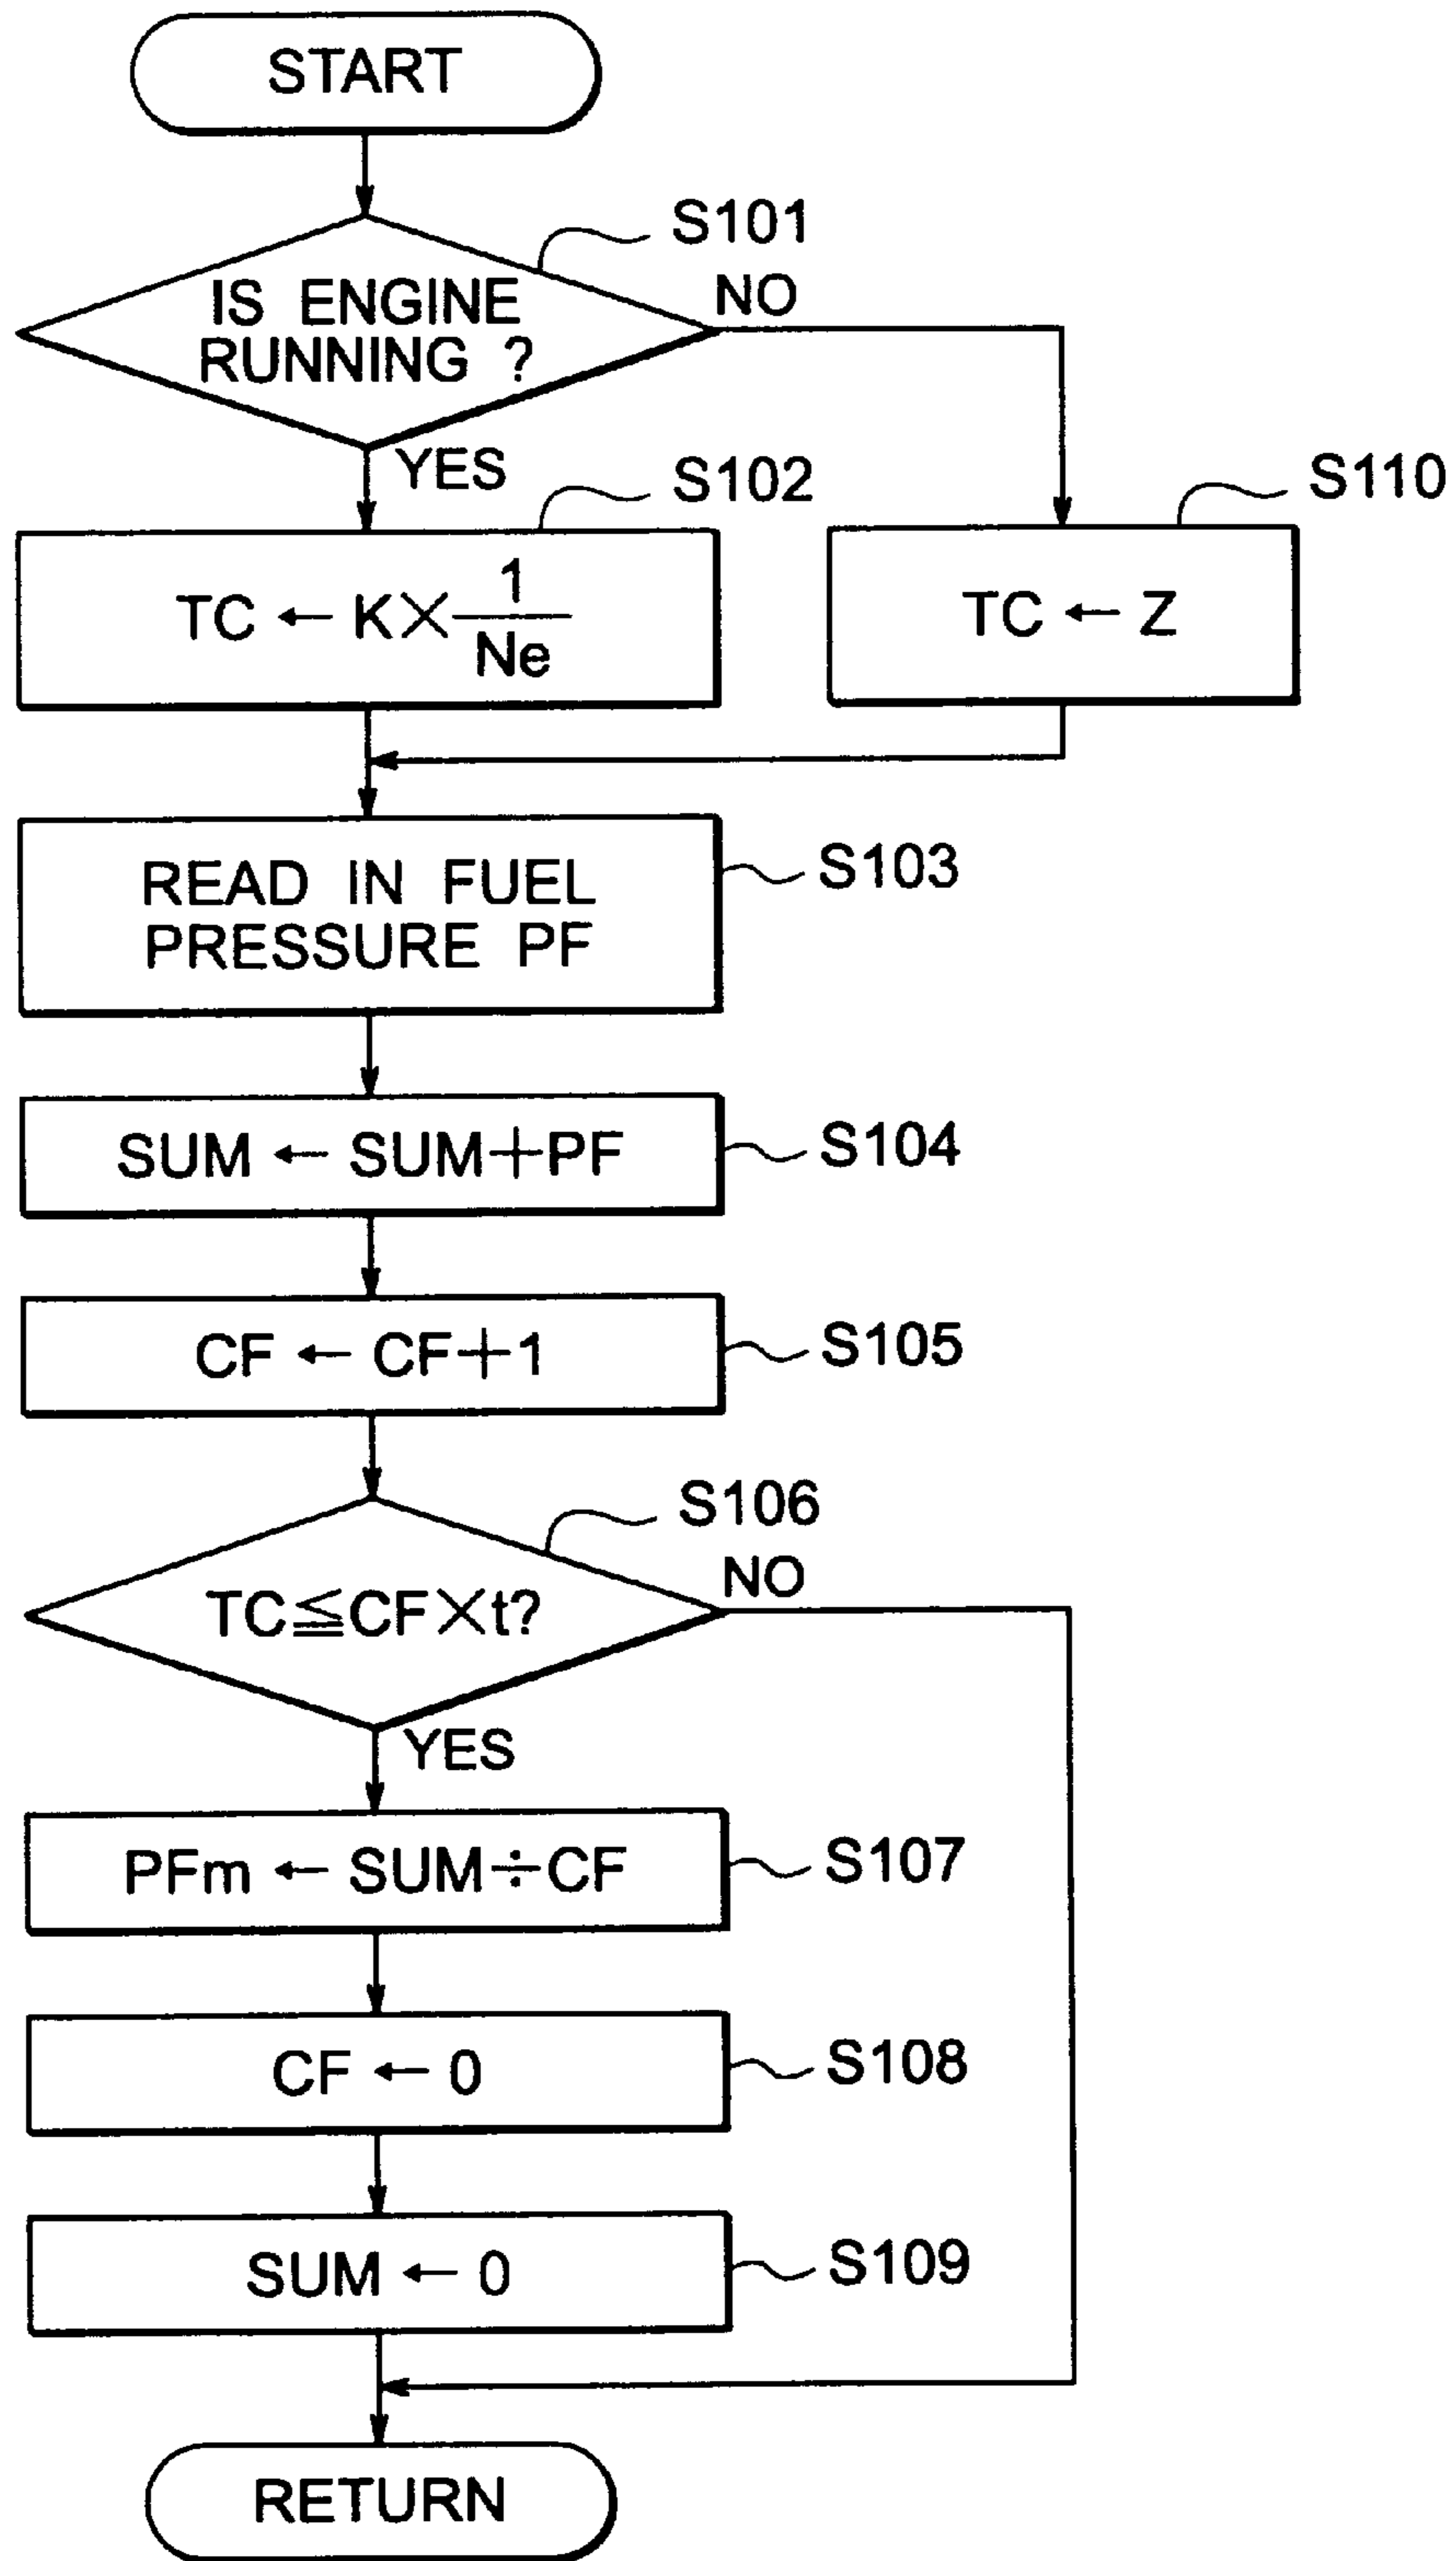 START
S101
IS ENGINE
RUNNING ?
NO
YES
S102
TC ← K × 1/Ne
S110
TC ← Z
READ IN FUEL
PRESSURE PF
S103
SUM ← SUM+PF
S104
CF ← CF+1
S105
S106
TC≦CF×t?
NO
YES
PFm ← SUM÷CF
S107
CF ← 0
S108
SUM ← 0
S109
RETURN